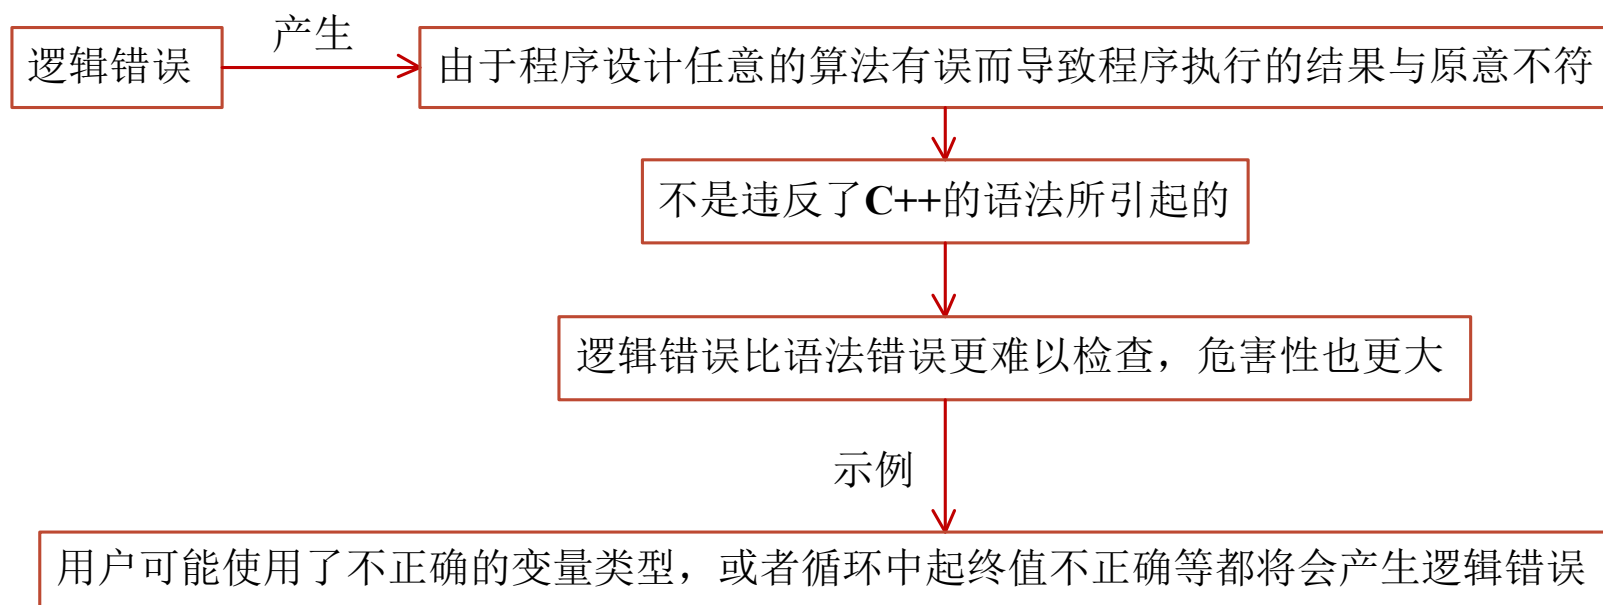 产生
逻辑错误
由于程序设计任意的算法有误而导致程序执行的结果与原意不符
不是违反了C++的语法所引起的
逻辑错误比语法错误更难以检查，危害性也更大
示例
用户可能使用了不正确的变量类型，或者循环中起终值不正确等都将会产生逻辑错误